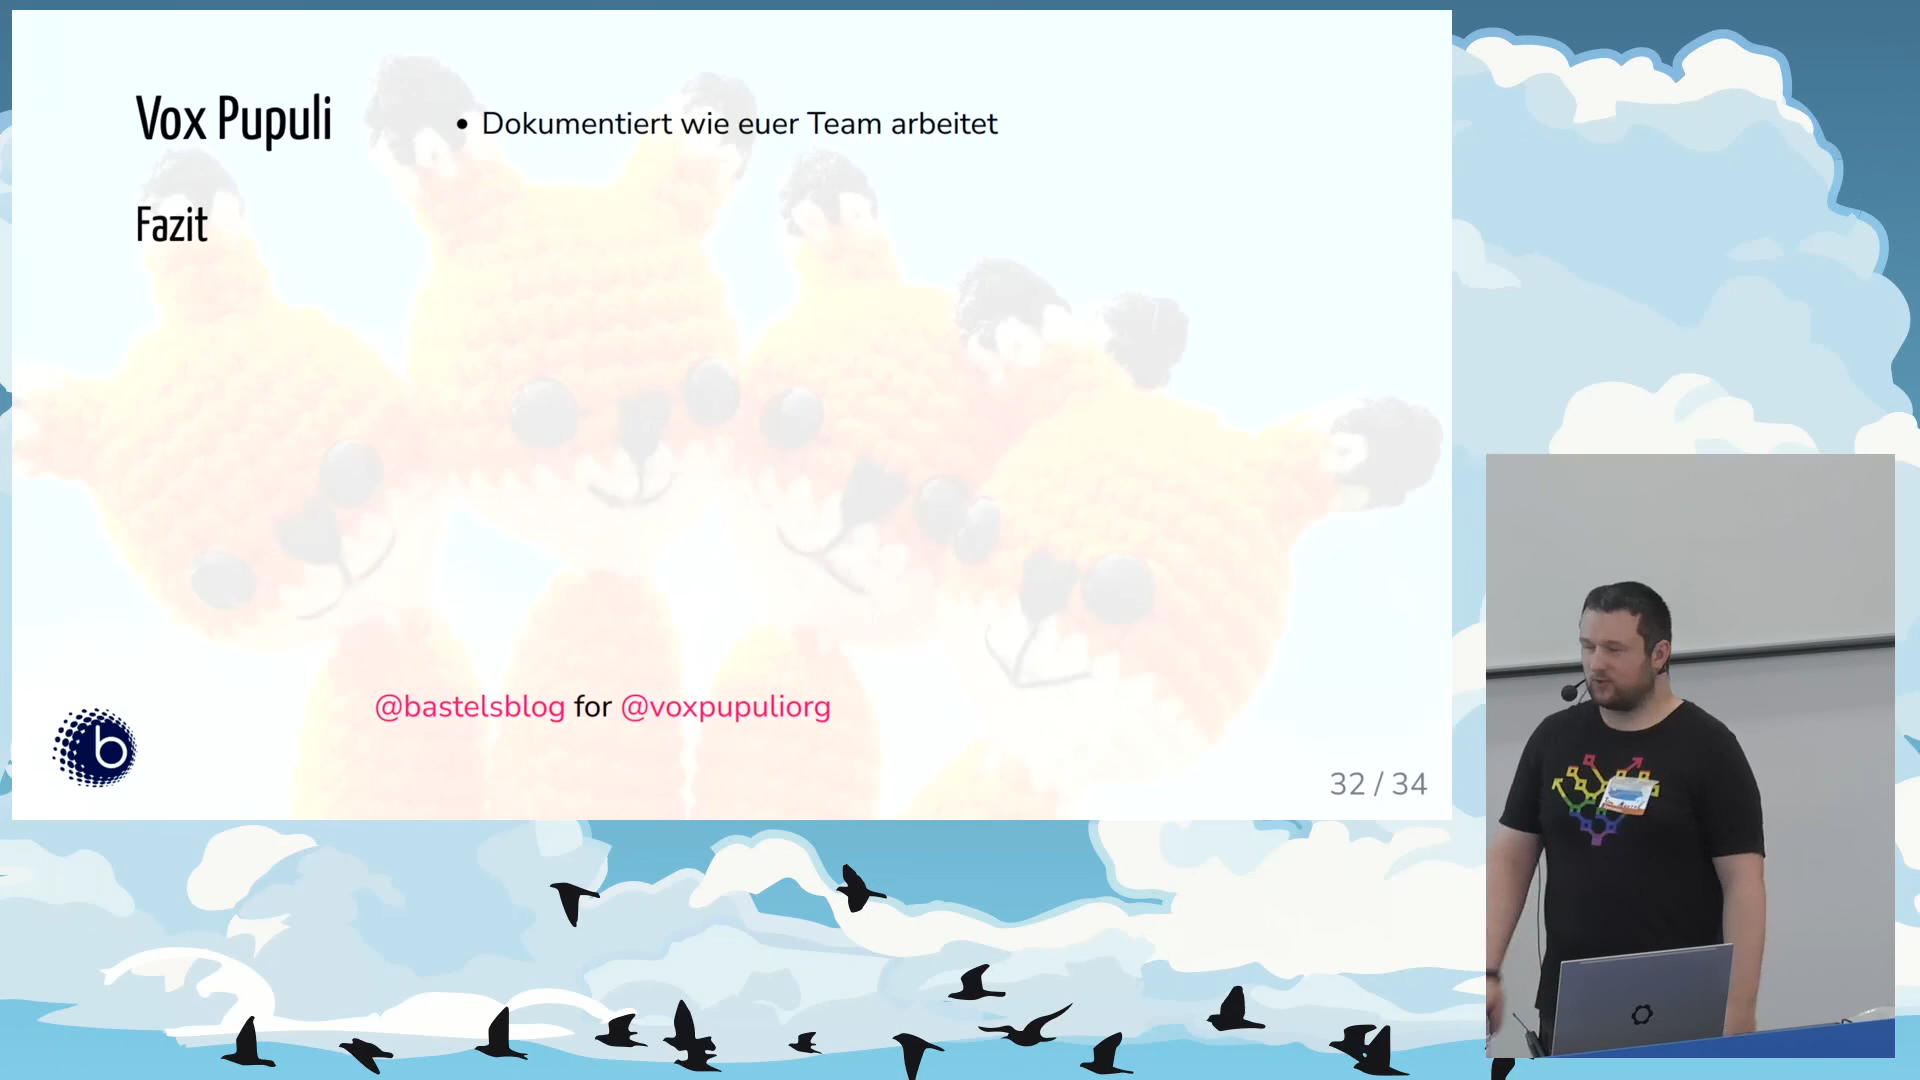 Vox Pupuli
Fazit
• Dokumentiert wie euer Team arbeitet
@bastelsblog for @voxpupuliorg
b
32 / 34